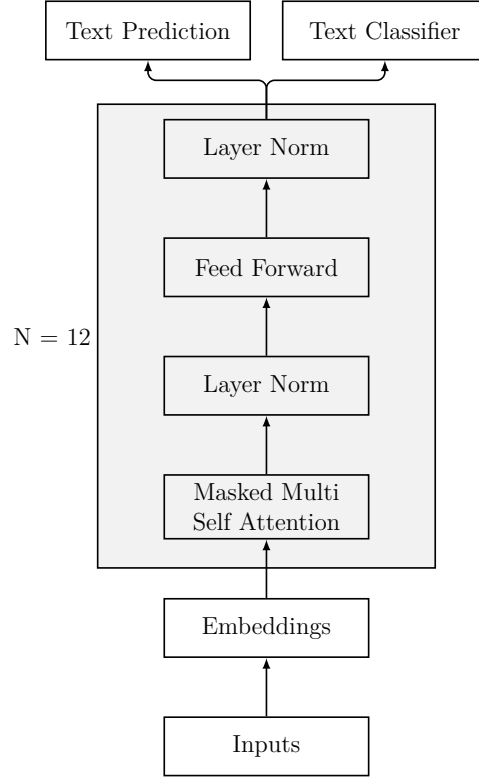 Text Prediction
Text Classifier
Layer Norm
Feed Forward
N = 12
Layer Norm
Masked Multi
Self Attention
Embeddings
Inputs